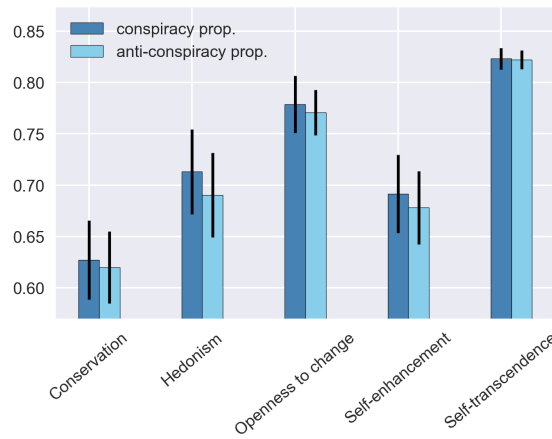 conspiracy prop.
anti-conspiracy prop.
0.85
0.80
0.75
0.70
0.65
0.60
Conservation
Hedonism
Openness to change
Self-enhancement
Self-transcendence